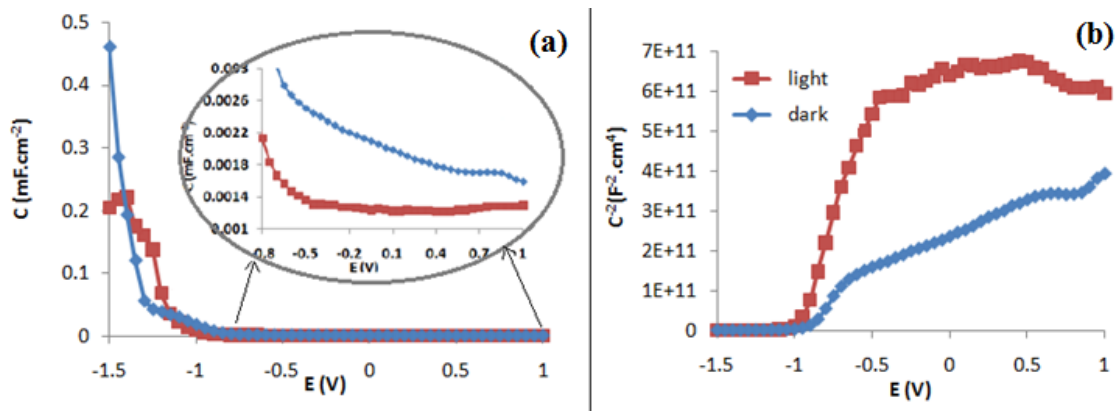 (a)
C (mF.cm⁻²)
0.5
0.4
0.3
0.2
0.1
0
-1.5
-1
-0.5
0
0.5
1
E (V)
0.003
0.0026
0.0022
0.0018
0.0014
0.001
C (mF.cm⁻²)
0.8
-0.5
-0.2
0.1
0.4
0.7
1
E (V)
(b)
C⁻²(F⁻².cm⁴)
7E+11
6E+11
5E+11
4E+11
3E+11
2E+11
1E+11
0
light
dark
-1.5
-1
-0.5
0
0.5
1
E (V)